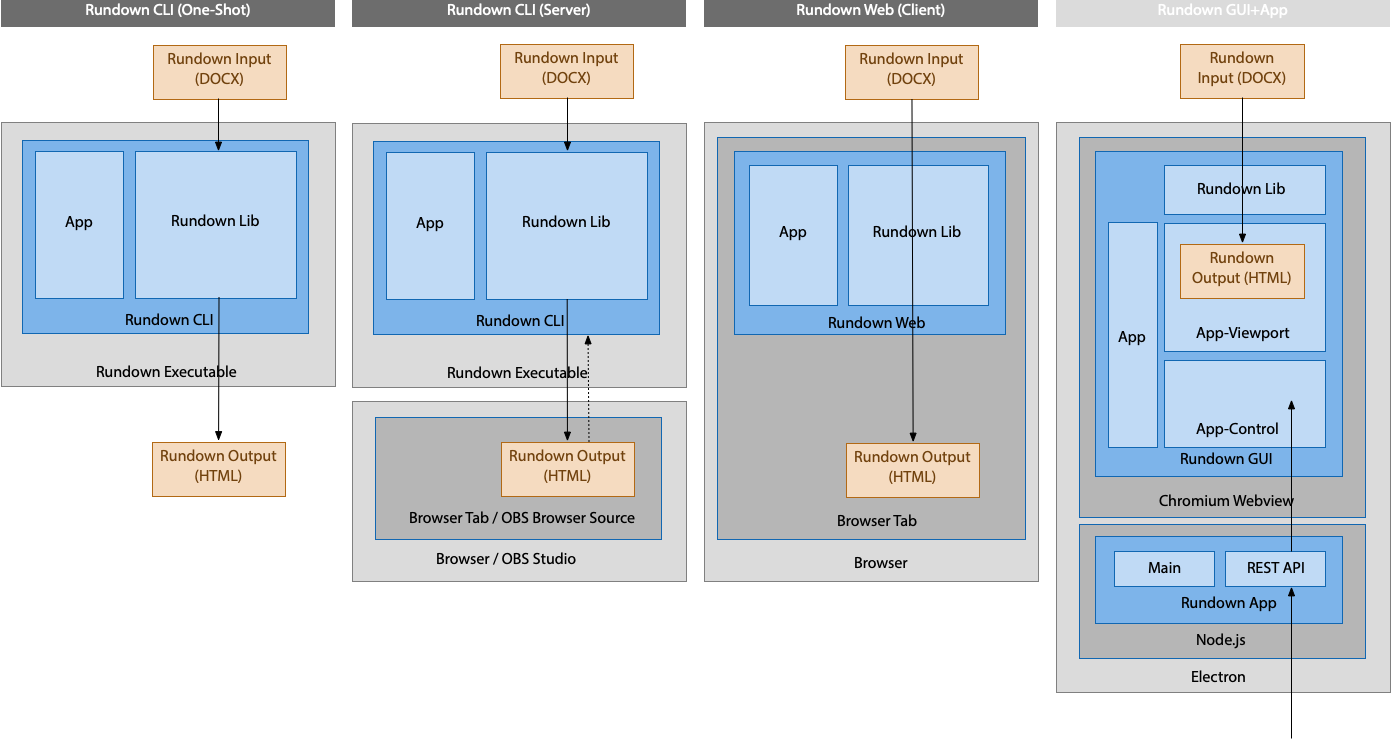 Rundown CLI (One-Shot)
Rundown Input
(DOCX)
App
Rundown Lib
Rundown CLI
Rundown Executable
Rundown Output
(HTML)
Rundown CLI (Server)
Rundown Input
(DOCX)
App
Rundown Lib
Rundown CLI
Rundown Executable
Rundown Output
(HTML)
Browser Tab / OBS Browser Source
Browser / OBS Studio
Rundown Web (Client)
Rundown Input
(DOCX)
App
Rundown Lib
Rundown Web
Rundown Output
(HTML)
Browser Tab
Browser
Rundown GUI+App
Rundown
Input (DOCX)
Rundown Lib
Rundown
Output (HTML)
App-Viewport
App
App-Control
Rundown GUI
Chromium Webview
Main
REST API
Rundown App
Node.js
Electron